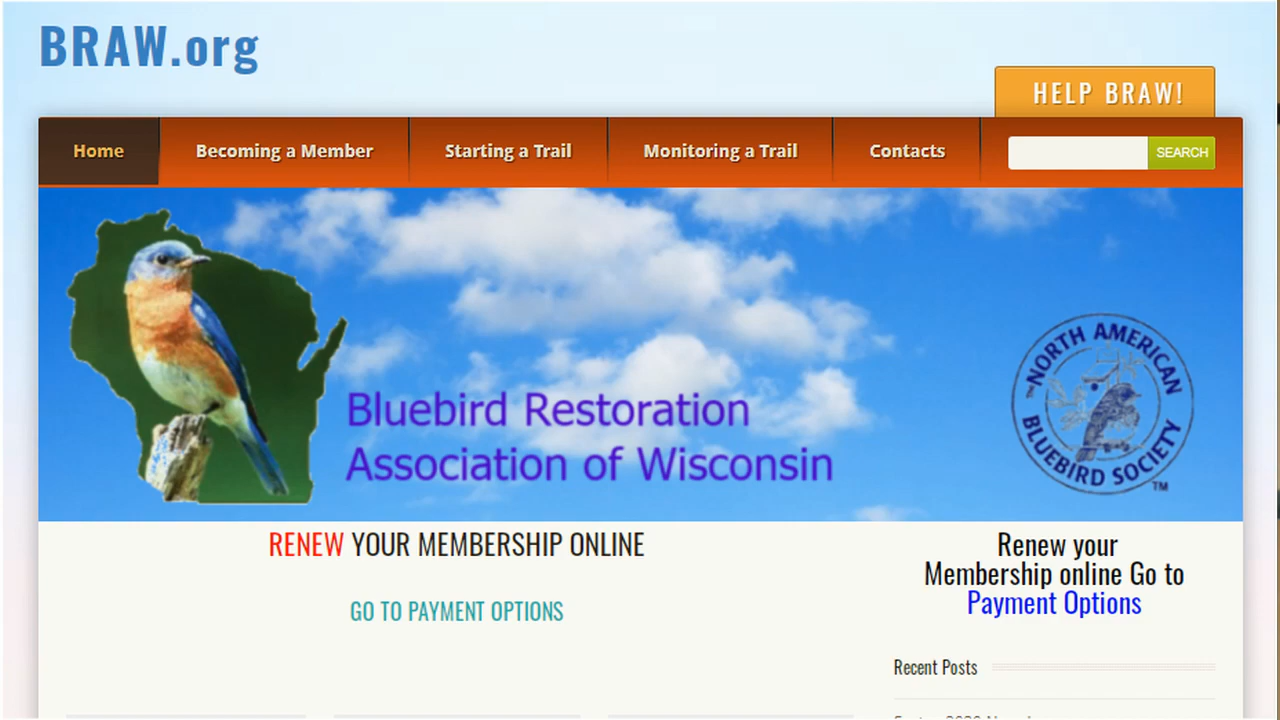 BRAW.org
HELP BRAW!
Home
Becoming a Member
Starting a Trail
Monitoring a Trail
Contacts
SEARCH
Bluebird Restoration
Association of Wisconsin
NORTH AMERICAN
BLUEBIRD SOCIETY
TM
RENEW YOUR MEMBERSHIP ONLINE
GO TO PAYMENT OPTIONS
Renew your
Membership online Go to
Payment Options
Recent Posts